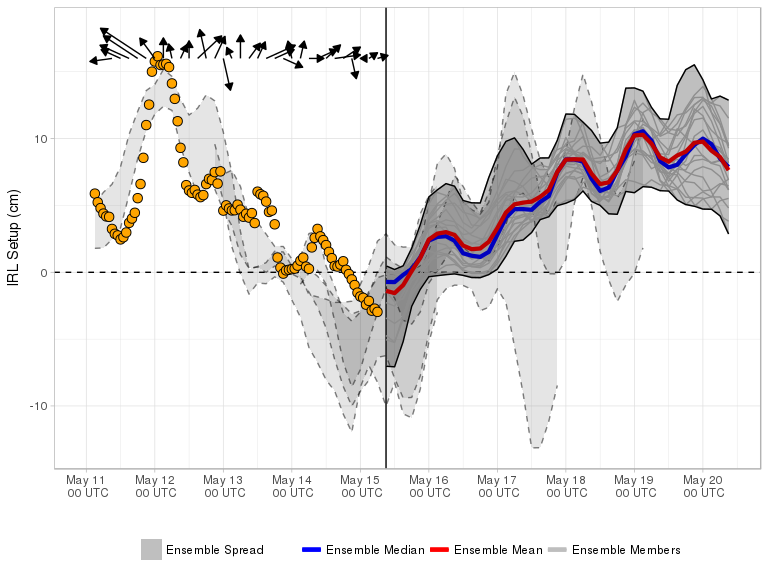 IRL Setup (cm)
10
0
-10
May 11 May 12 May 13 May 14 May 15 May 16 May 17 May 18 May 19 May 20
00 UTC 00 UTC 00 UTC 00 UTC 00 UTC 00 UTC 00 UTC 00 UTC 00 UTC 00 UTC
Ensemble Spread Ensemble Median Ensemble Mean Ensemble Members